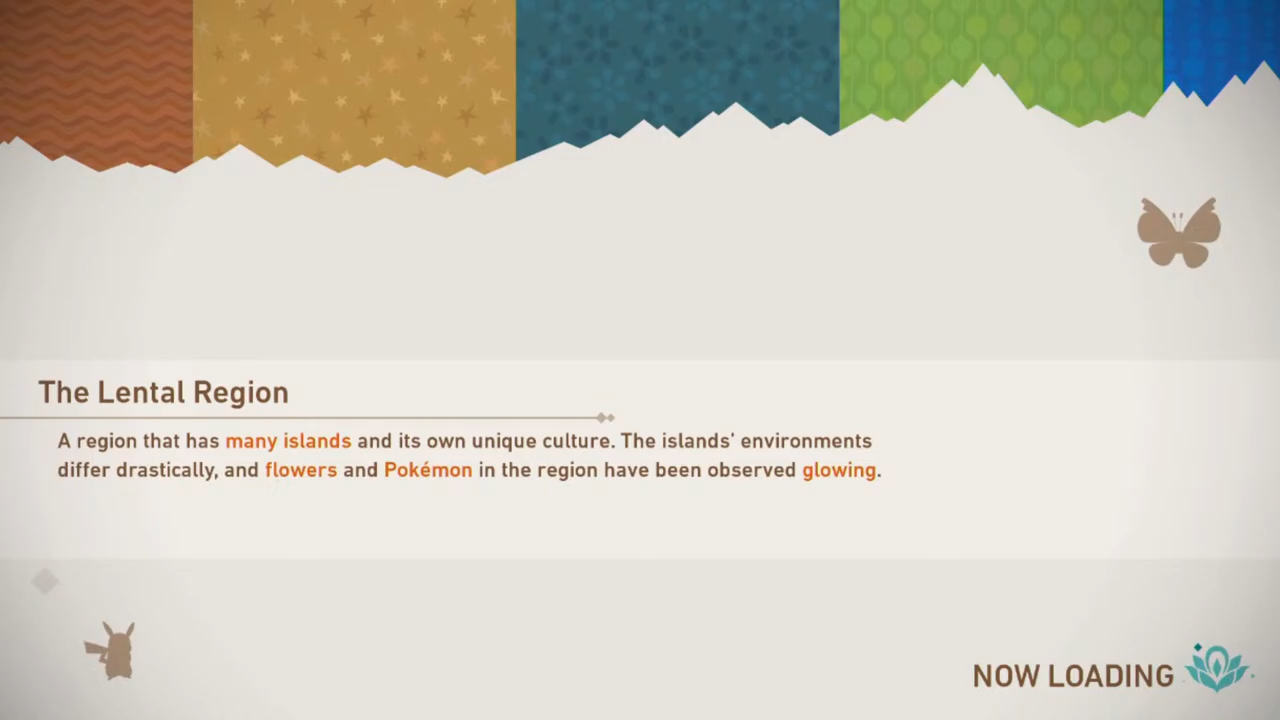 The Lental Region
A region that has many islands and its own unique culture. The islands’ environments
differ drastically, and flowers and Pokémon in the region have been observed glowing.
NOW LOADING